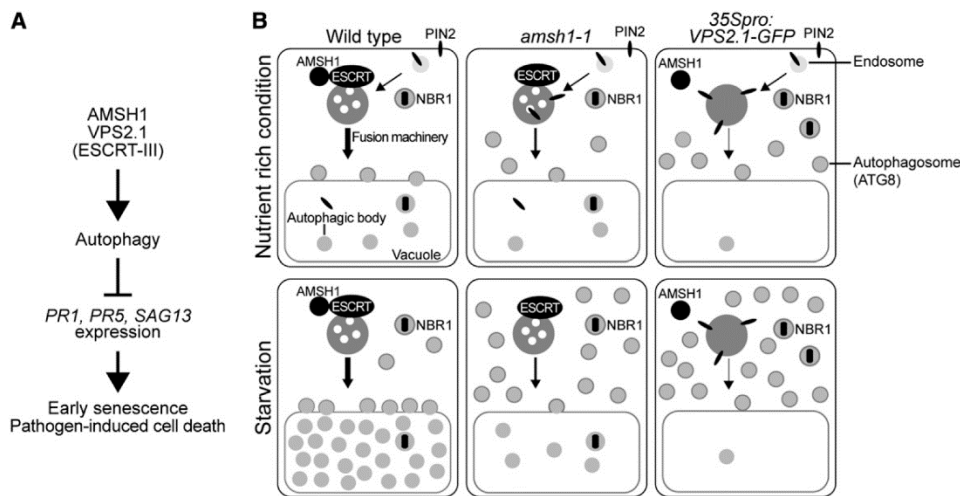 A
AMSH1
VPS2.1
(ESCRT-III)
Autophagy
PR1, PR5, SAG13
expression
Early senescence
Pathogen-induced cell death
B
Wild type
PIN2
amsh1-1
PIN2
35Spro:
VPS2.1-GFP
PIN2
Nutrient rich condition
AMSH1
ESCRT
NBR1
Fusion machinery
Autophagic body
Vacuole
ESCRT
NBR1
AMSH1
NBR1
Endosome
Autophagosome
(ATG8)
Starvation
AMSH1
ESCRT
NBR1
ESCRT
NBR1
AMSH1
NBR1